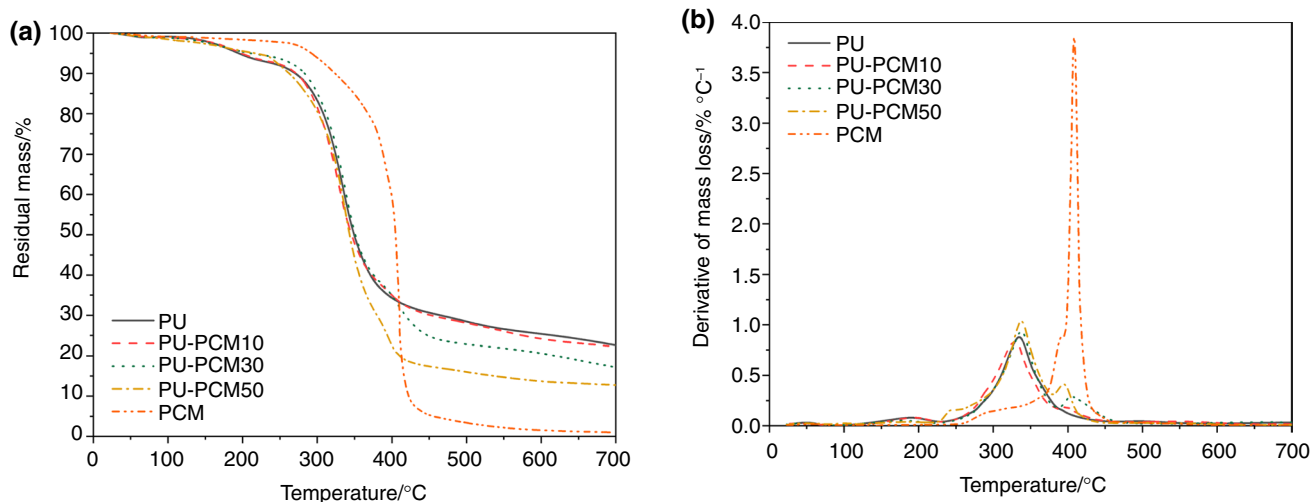 (a)
100
90
80
70
60
50
40
30
20
10
0
Residual mass/%
PU
PU-PCM10
PU-PCM30
PU-PCM50
PCM
0 100 200 300 400 500 600 700
Temperature/°C
(b)
4.0
3.5
3.0
2.5
2.0
1.5
1.0
0.5
0.0
Derivative of mass loss/% °C⁻¹
PU
PU-PCM10
PU-PCM30
PU-PCM50
PCM
0 100 200 300 400 500 600 700
Temperature/°C